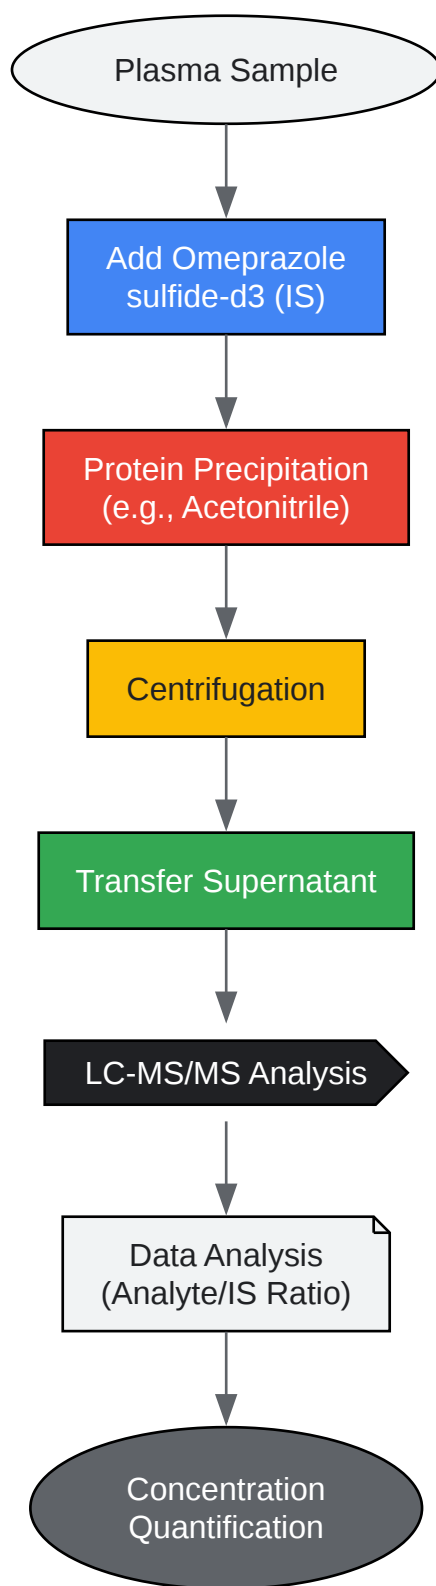 Plasma Sample
Add Omeprazole
sulfide-d3 (IS)
Protein Precipitation
(e.g., Acetonitrile)
Centrifugation
Transfer Supernatant
LC-MS/MS Analysis
Data Analysis
(Analyte/IS Ratio)
Concentration
Quantification